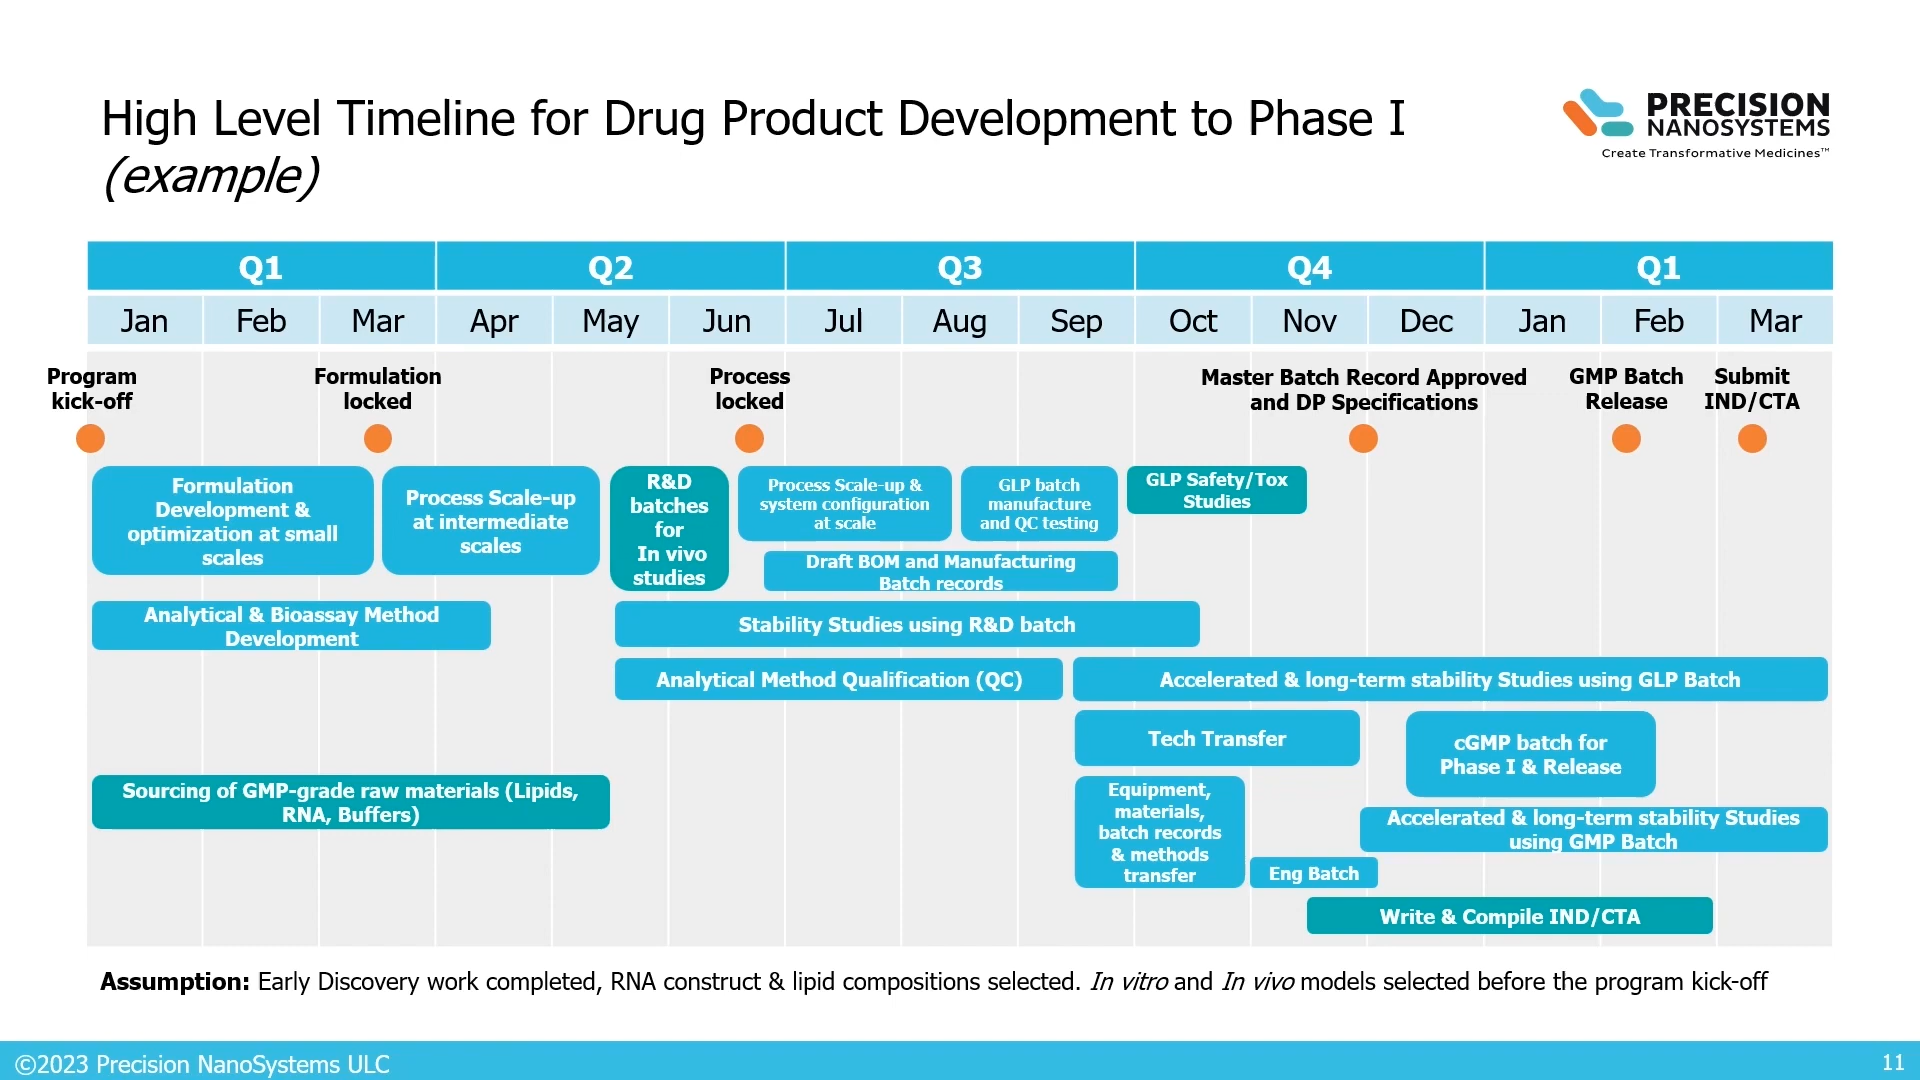 High Level Timeline for Drug Product Development to Phase I
(example)
PRECISION
NANOSYSTEMS
Create Transformative Medicines™
Q1
Q2
Q3
Q4
Q1
Jan
Feb
Mar
Apr
May
Jun
Jul
Aug
Sep
Oct
Nov
Dec
Jan
Feb
Mar
Program
kick-off
Formulation
locked
Process
locked
Master Batch Record Approved
and DP Specifications
GMP Batch
Release
Submit
IND/CTA
Formulation
Development &
optimization at small
scales
Process Scale-up
at intermediate
scales
R&D
batches
for
In vivo
studies
Process Scale-up &
system configuration
at scale
GLP batch
manufacture
and QC testing
GLP Safety/Tox
Studies
Draft BOM and Manufacturing
Batch records
Analytical & Bioassay Method
Development
Stability Studies using R&D batch
Analytical Method Qualification (QC)
Accelerated & long-term stability Studies using GLP Batch
Tech Transfer
cGMP batch for
Phase I & Release
Sourcing of GMP-grade raw materials (Lipids,
RNA, Buffers)
Equipment,
materials,
batch records
& methods
transfer
Accelerated & long-term stability Studies
using GMP Batch
Eng Batch
Write & Compile IND/CTA
Assumption: Early Discovery work completed, RNA construct & lipid compositions selected. In vitro and In vivo models selected before the program kick-off
©2023 Precision NanoSystems ULC
11